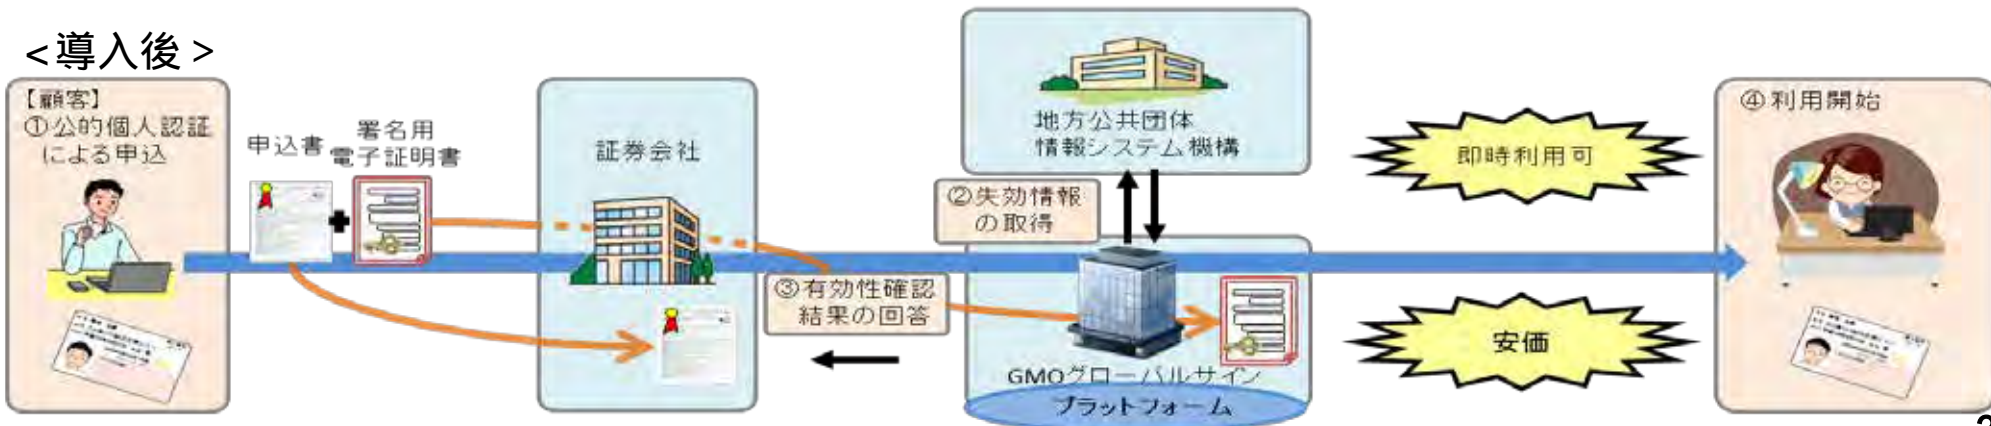 <導入後>
【顧客】
①公的個人認証
による申込
申込書
署名用
電子証明書
証券会社
地方公共団体
情報システム機構
②失効情報
の取得
③有効性確認
結果の回答
GMOグローバルサイン
プラットフォーム
即時利用可
安価
④利用開始